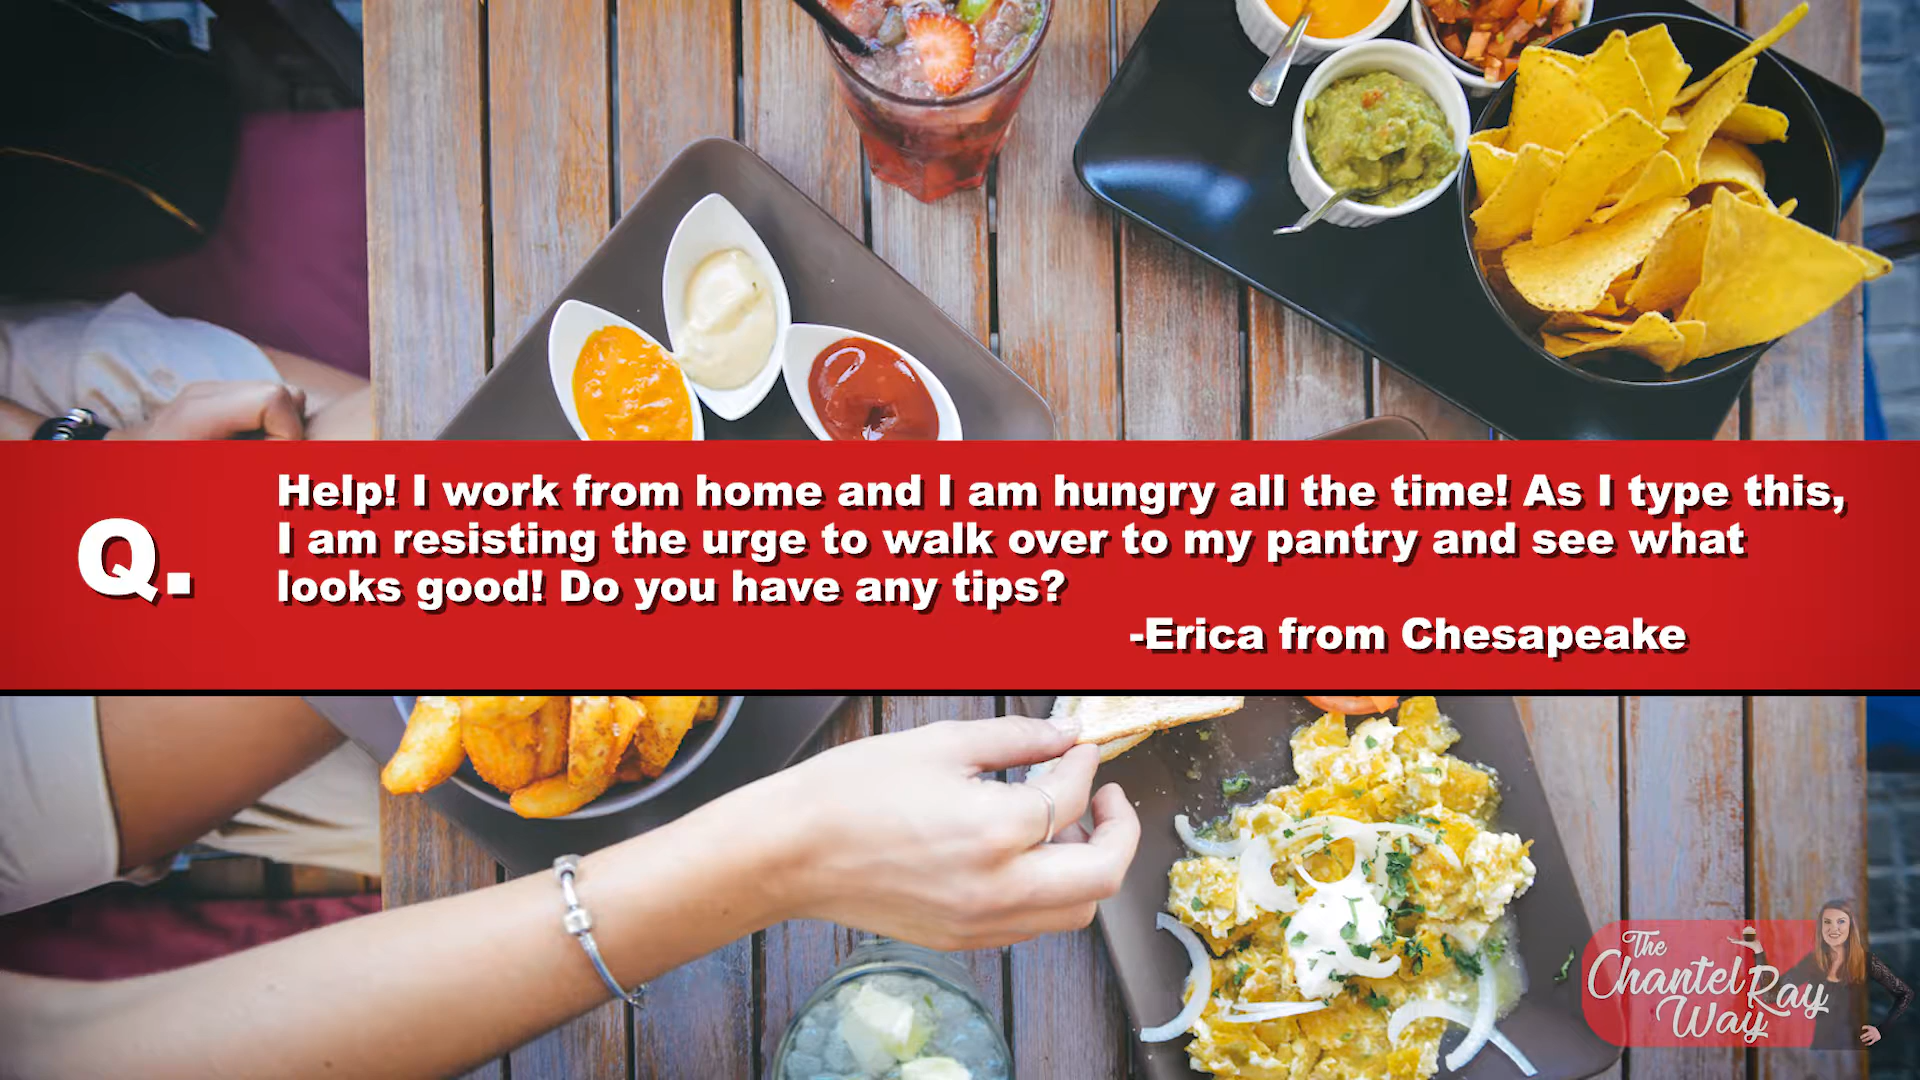 Q.
Help! I work from home and I am hungry all the time! As I type this,
I am resisting the urge to walk over to my pantry and see what
looks good! Do you have any tips?
-Erica from Chesapeake
The
Chantel
Ray
Way